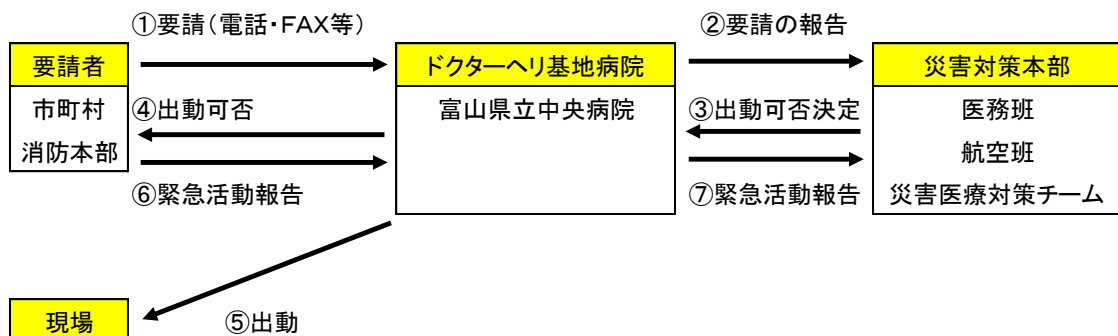 ①要請(電話・FAX等)
②要請の報告
要請者
ドクターヘリ基地病院
災害対策本部
市町村
④出動可否
富山県立中央病院
③出動可否決定
医務班
消防本部
航空班
⑥緊急活動報告
⑦緊急活動報告
災害医療対策チーム
現場
⑤出動